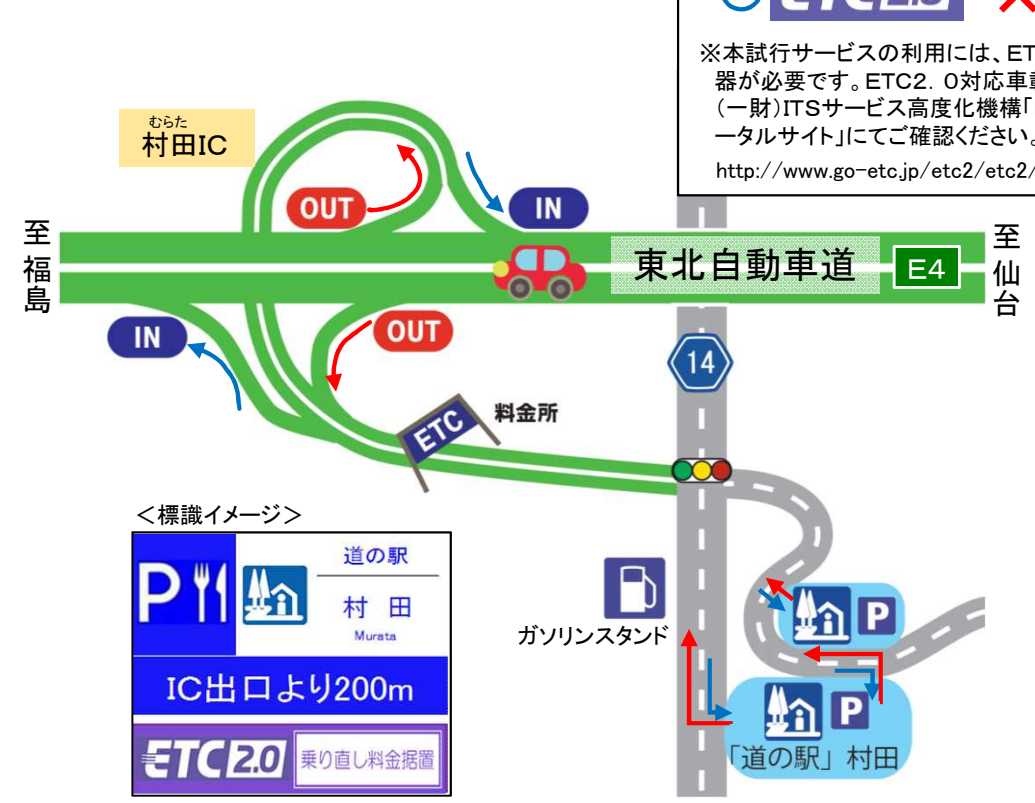 ETC2.0
※本試行サービスの利用には、ET
器が必要です。ETC2.0対応車載
(一財)ITSサービス高度化機構「
ータルサイト」にてご確認ください。
http://www.go-etc.jp/etc2/etc2/
むらた
村田IC
OUT
IN
至福島
東北自動車道
E4
至仙台
IN
OUT
14
ETC
料金所
<標識イメージ>
P
道の駅
村 田
Murata
IC出口より200m
ETC2.0
乗り直し料金据置
ガソリンスタンド
P
P
「道の駅」村田